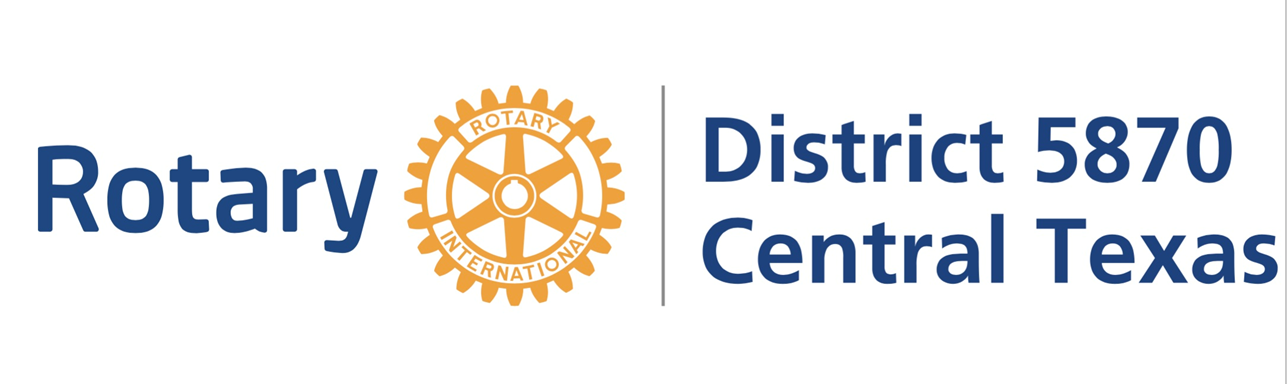 Rotary
ROTARY
INTERNATIONAL
District 5870
Central Texas